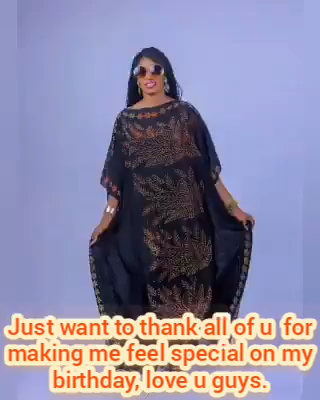 Just want to thank all of u for
making me feel special on my
birthday, love u guys.